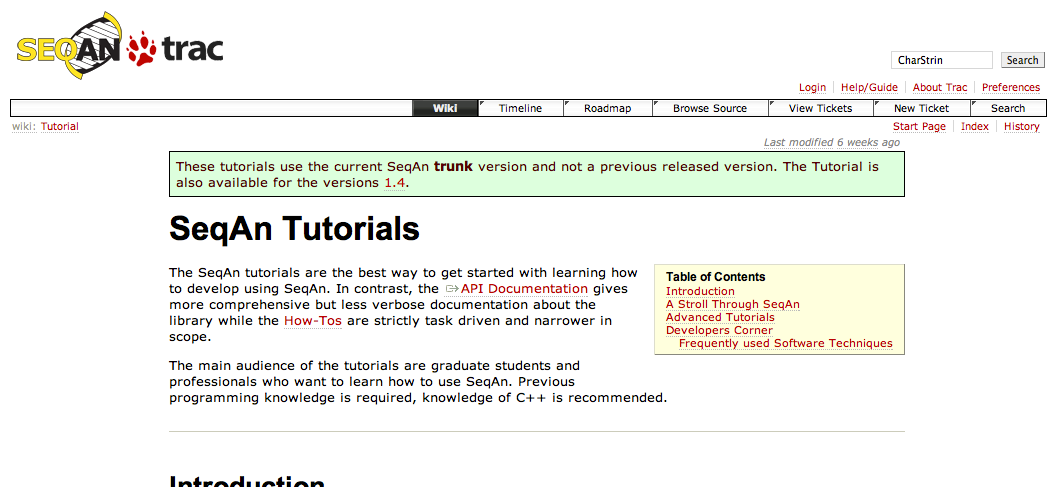 SEQAN trac
CharStrin
Search
Login
Help/Guide
About Trac
Preferences
Wiki
Timeline
Roadmap
Browse Source
View Tickets
New Ticket
Search
wiki: Tutorial
Start Page
Index
History
Last modified 6 weeks ago
These tutorials use the current SeqAn trunk version and not a previous released version. The Tutorial is
also available for the versions 1.4.
SeqAn Tutorials
The SeqAn tutorials are the best way to get started with learning how
to develop using SeqAn. In contrast, the API Documentation gives
more comprehensive but less verbose documentation about the
library while the How-Tos are strictly task driven and narrower in
scope.
Table of Contents
Introduction
A Stroll Through SeqAn
Advanced Tutorials
Developers Corner
Frequently used Software Techniques
The main audience of the tutorials are graduate students and
professionals who want to learn how to use SeqAn. Previous
programming knowledge is required, knowledge of C++ is recommended.
Introduction